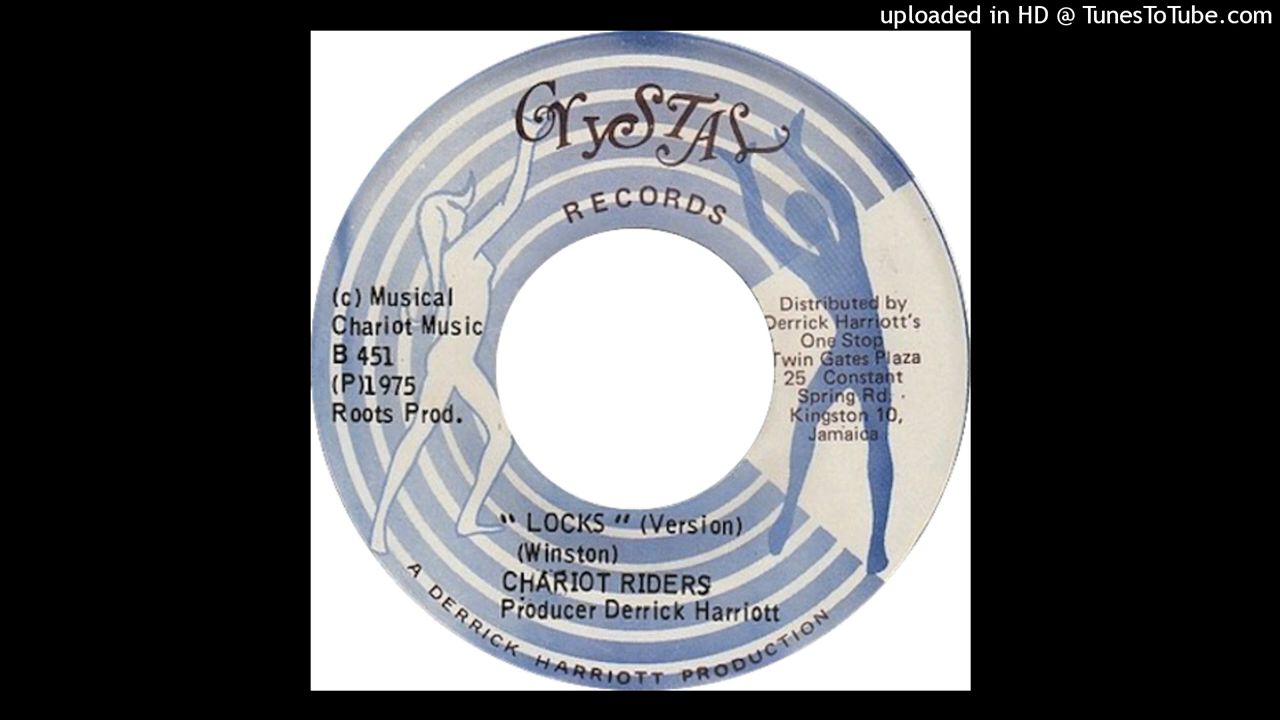 uploaded in HD @ TunesToTube.com
CrySTAL
RECORDS
(c) Musical
Chariot Music
B 451
(P)1975
Roots Prod.
Distributed by
Derrick Harriott's
One Stop
Twin Gates Plaza
25 Constant
Spring Rd.
Kingston 10,
Jamaica
" LOCKS " (Version)
(Winston)
CHARIOT RIDERS
Producer Derrick Harriott
A DERRICK HARRIOTT PRODUCTION